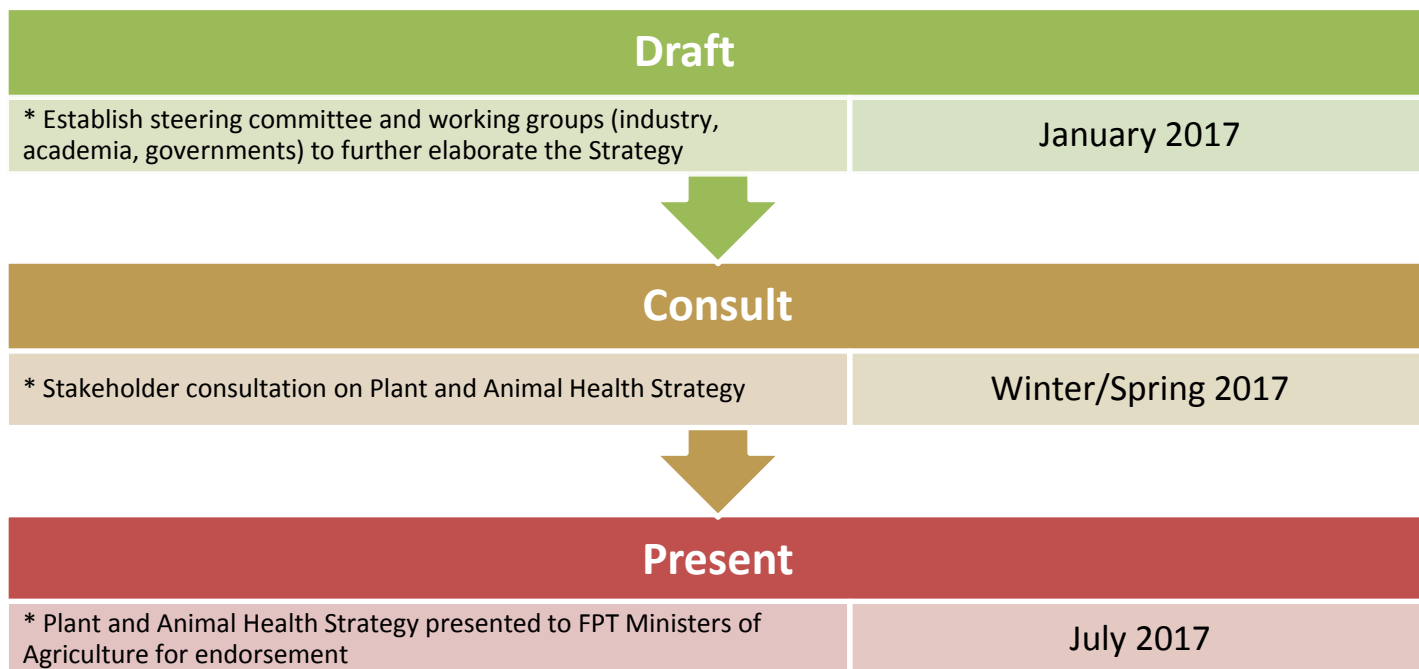 Draft
* Establish steering committee and working groups (industry,
academia, governments) to further elaborate the Strategy
January 2017
Consult
* Stakeholder consultation on Plant and Animal Health Strategy
Winter/Spring 2017
Present
* Plant and Animal Health Strategy presented to FPT Ministers of
Agriculture for endorsement
July 2017